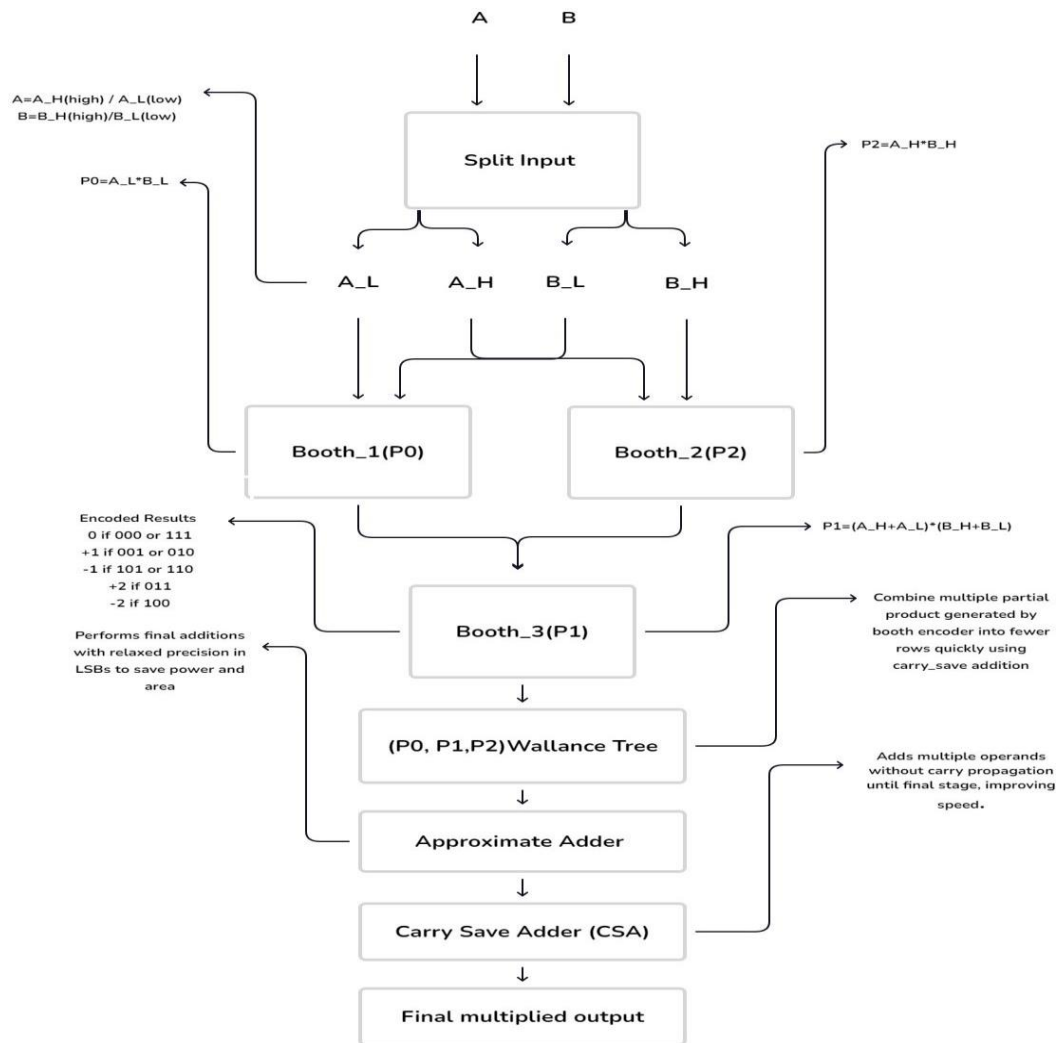 A
B
A=A_H(high) / A_L(low)
B=B_H(high)/B_L(low)
Split Input
P2=A_H*B_H
P0=A_L*B_L
A_L
A_H
B_L
B_H
Booth_1(P0)
Booth_2(P2)
Encoded Results
0 if 000 or 111
+1 if 001 or 010
-1 if 101 or 110
+2 if 011
-2 if 100
P1=(A_H+A_L)*(B_H+B_L)
Booth_3(P1)
Combine multiple partial
product generated by
booth encoder into fewer
rows quickly using
carry_save addition
Performs final additions
with relaxed precision in
LSBs to save power and
area
(P0, P1,P2)Wallance Tree
Adds multiple operands
without carry propagation
until final stage, improving
speed.
Approximate Adder
Carry Save Adder (CSA)
Final multiplied output